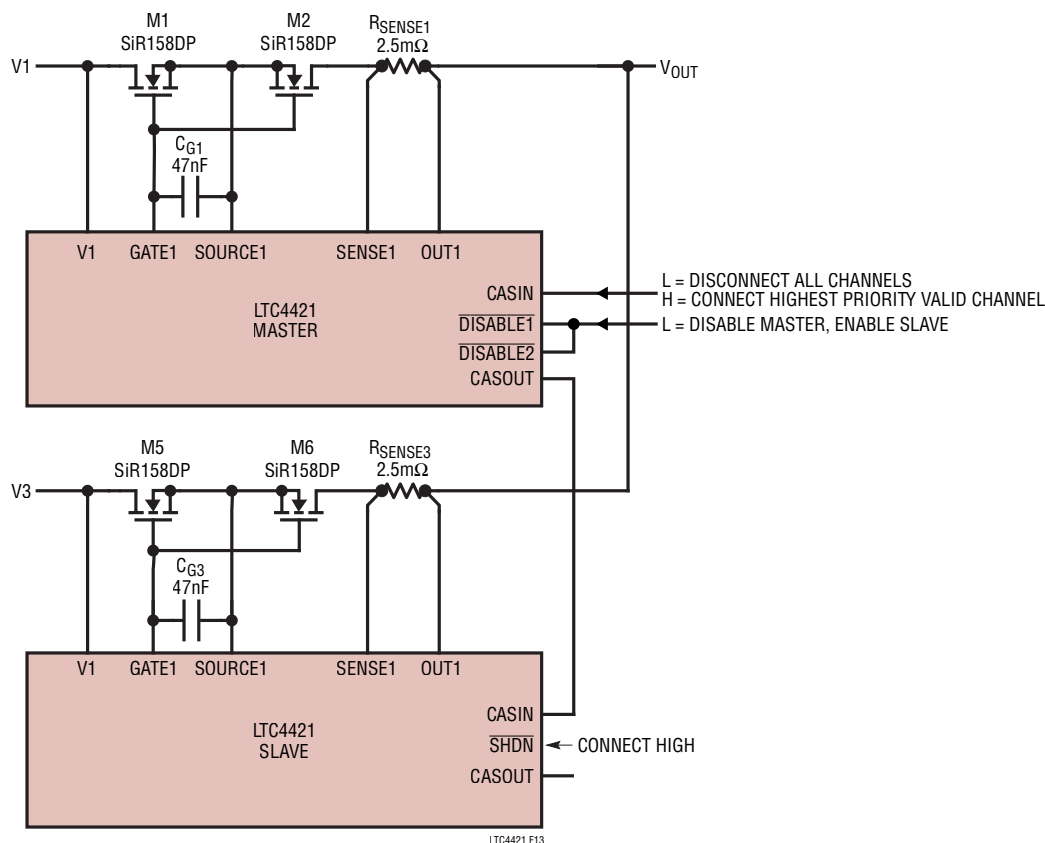 M1
SiR158DP
M2
SiR158DP
RSENSE1
2.5mΩ
V1
VOUT
CG1
47nF
V1 GATE1 SOURCE1 SENSE1 OUT1
LTC4421
MASTER
CASIN
DISABLE1
DISABLE2
CASOUT
L = DISCONNECT ALL CHANNELS
H = CONNECT HIGHEST PRIORITY VALID CHANNEL
L = DISABLE MASTER, ENABLE SLAVE
M5
SiR158DP
M6
SiR158DP
RSENSE3
2.5mΩ
V3
CG3
47nF
V1 GATE1 SOURCE1 SENSE1 OUT1
LTC4421
SLAVE
CASIN
SHDN
CASOUT
CONNECT HIGH
LTC4421 F13